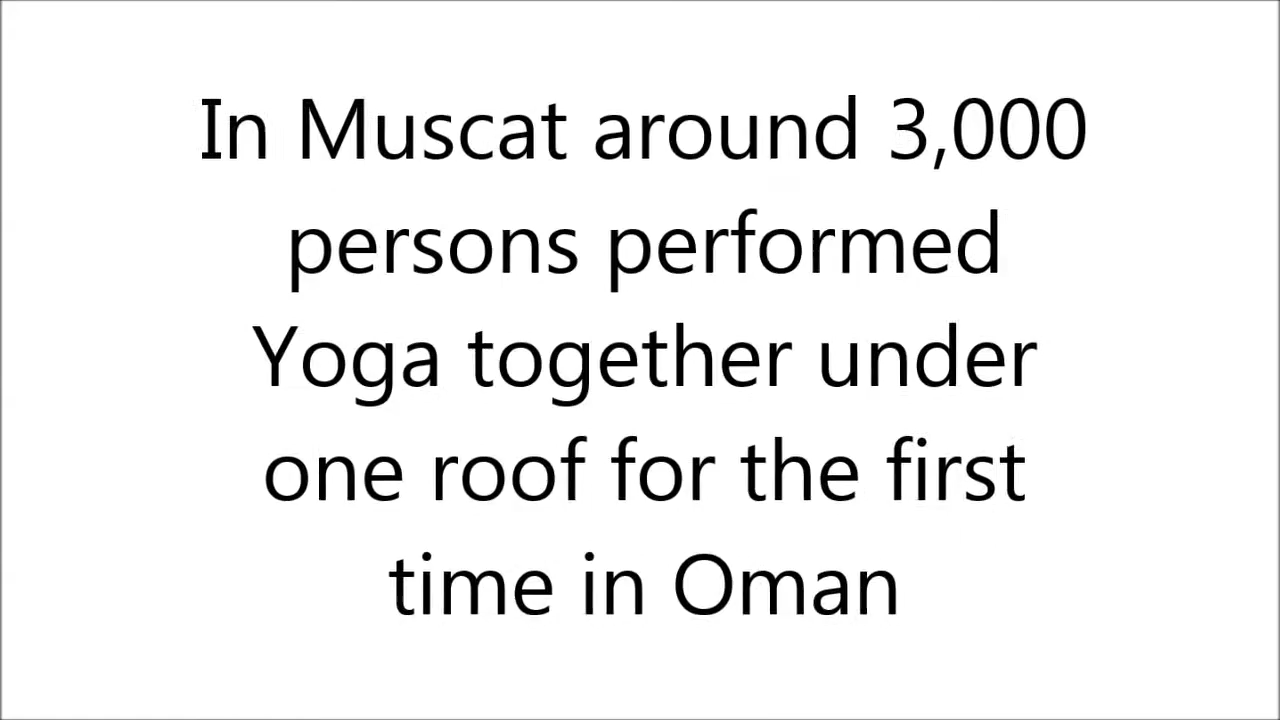 In Muscat around 3,000
persons performed
Yoga together under
one roof for the first
time in Oman